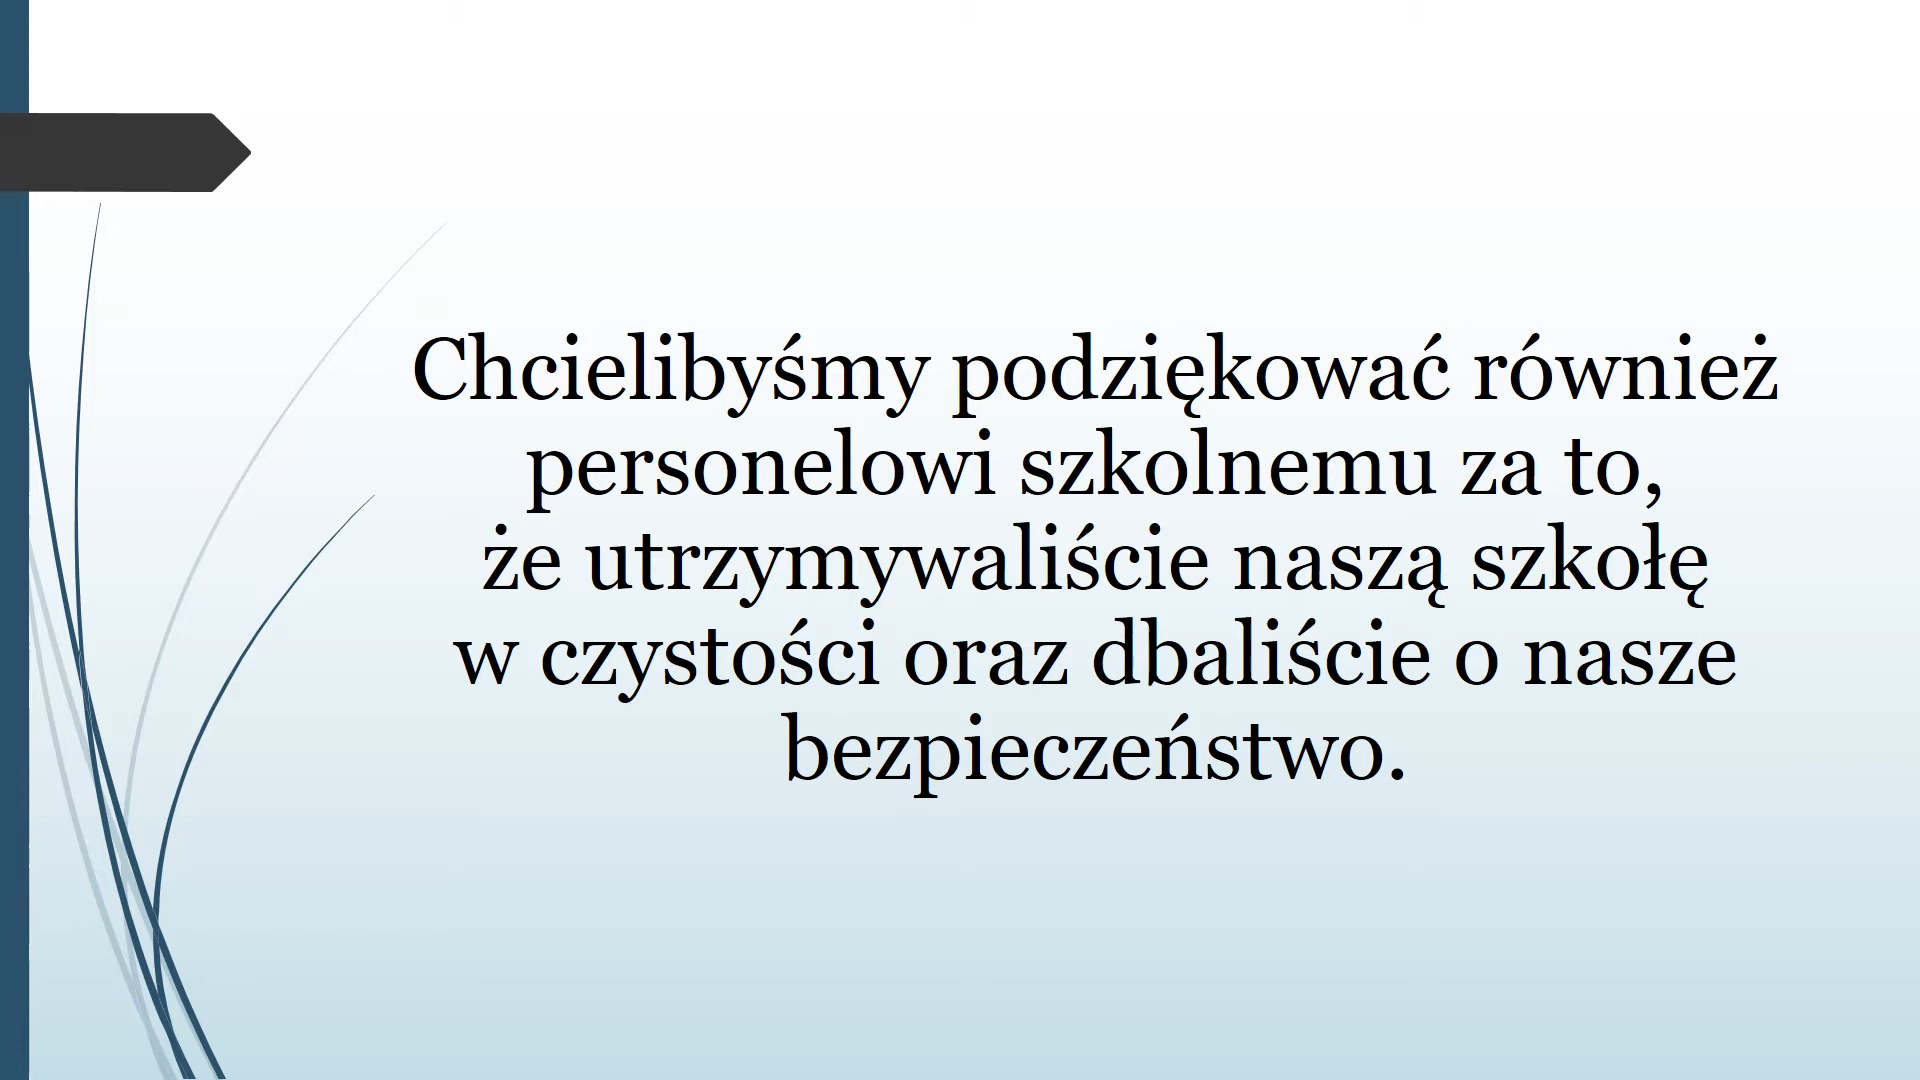 Chcielibyśmy podziękować również
personelowi szkolnemu za to,
że utrzymywaliście naszą szkołę
w czystości oraz dbaliście o nasze
bezpieczeństwo.